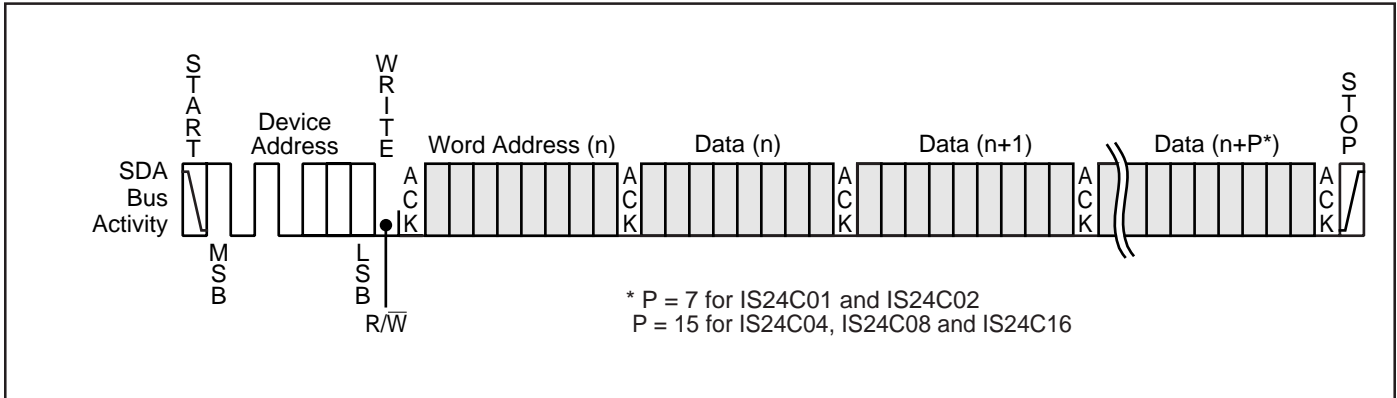 START
WRITE
STOP
Device
Address
Word Address (n)
Data (n)
Data (n+1)
Data (n+P*)
SDA
Bus
Activity
ACK
ACK
ACK
ACK
ACK
MSB
LSB
R/W̅
* P = 7 for IS24C01 and IS24C02
P = 15 for IS24C04, IS24C08 and IS24C16